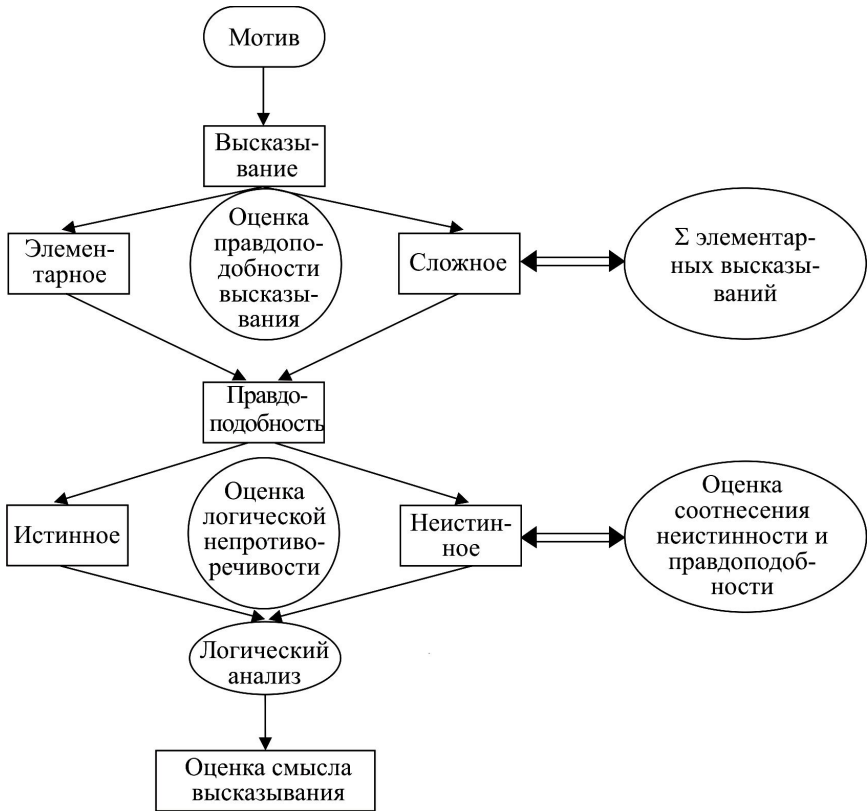 Мотив
Высказы-
вание
Оценка
правдопо-
добности
высказы-
вания
Элемен-
тарное
Сложное
Σ элементар-
ных высказы-
ваний
Правдо-
подобность
Истинное
Оценка
логической
непротиво-
речивости
Неистин-
ное
Оценка
соотнесения
неистинности и
правдоподоб-
ности
Логический
анализ
Оценка смысла
высказывания